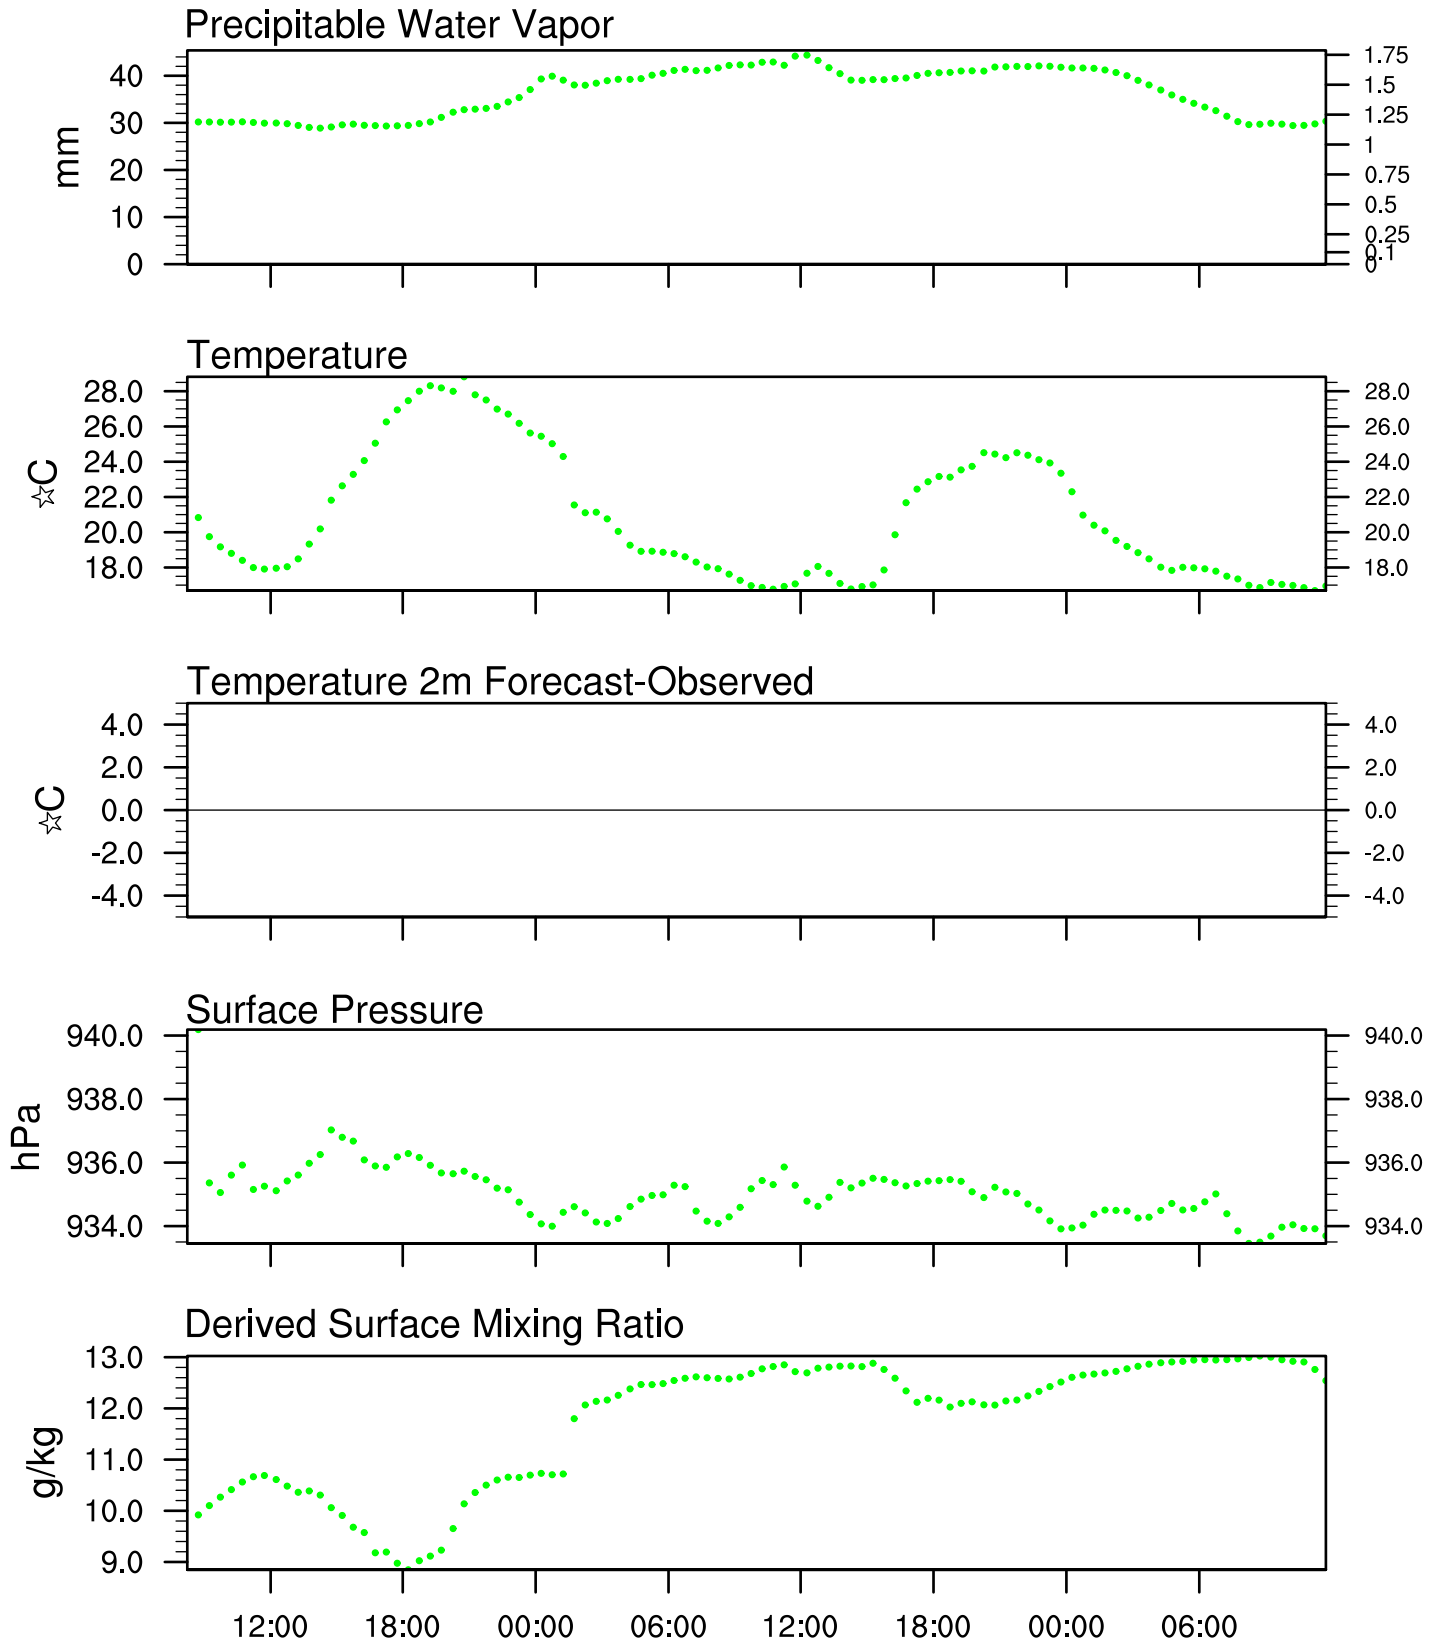 Precipitable Water Vapor
40 1.75
1.5
30 1.25
1
20 0.75
0.5
10 0.25
0.1
0 0
mm
Temperature
28.0 28.0
26.0 26.0
24.0 24.0
22.0 22.0
20.0 20.0
18.0 18.0
☆C
Temperature 2m Forecast-Observed
4.0 4.0
2.0 2.0
0.0 0.0
-2.0 -2.0
-4.0 -4.0
☆C
Surface Pressure
940.0 940.0
938.0 938.0
936.0 936.0
934.0 934.0
hPa
Derived Surface Mixing Ratio
13.0
12.0
11.0
10.0
9.0
g/kg
12:00 18:00 00:00 06:00 12:00 18:00 00:00 06:00